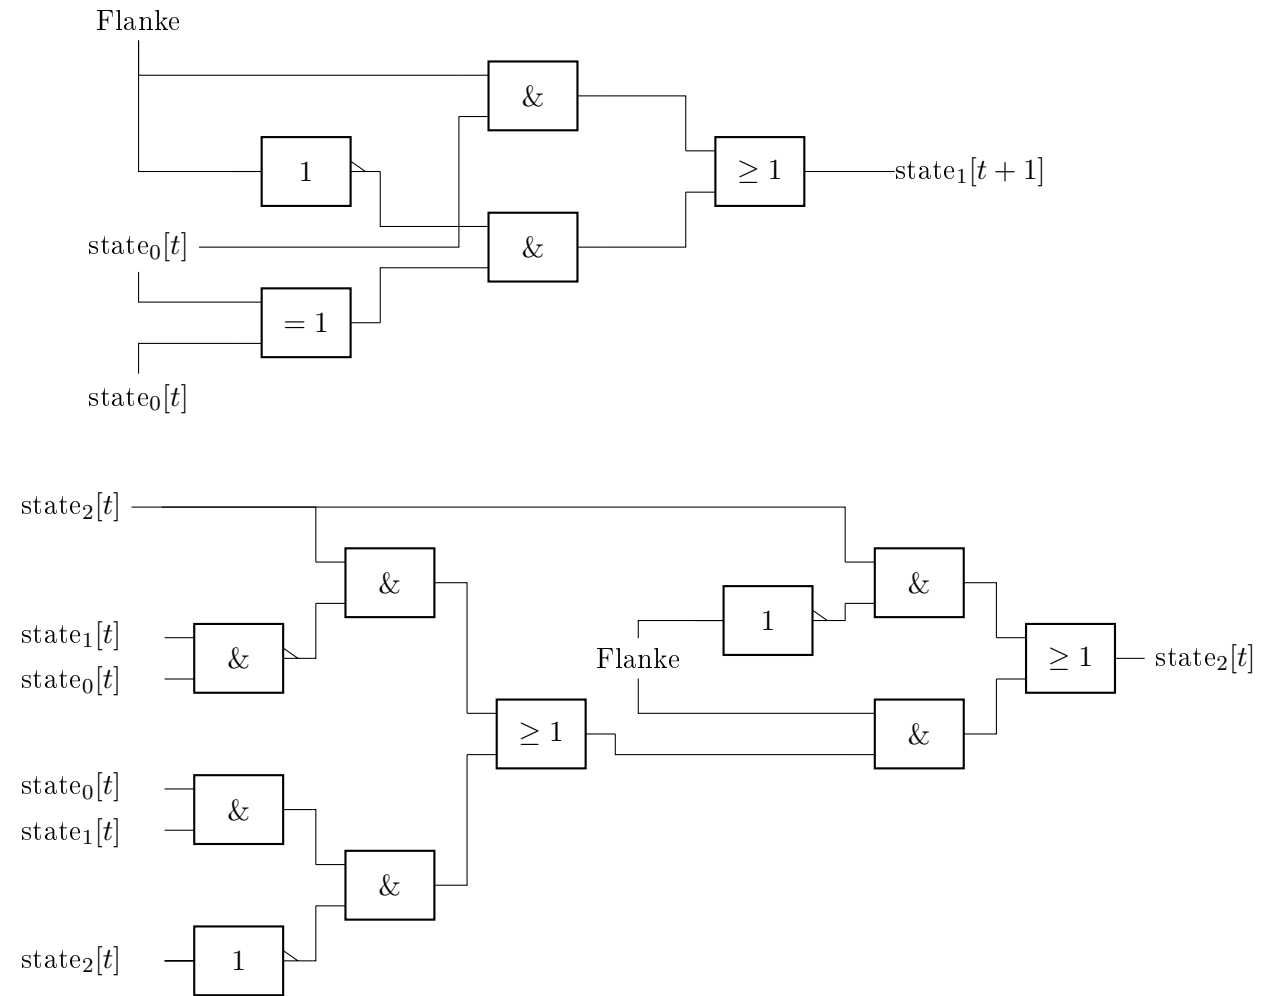 Flanke
&
1
≥ 1
state₁[t + 1]
state₀[t]
&
= 1
state₀[t]
state₂[t]
&
&
1
state₁[t]
&
Flanke
≥ 1
state₂[t]
state₀[t]
≥ 1
&
state₀[t]
&
state₁[t]
&
state₂[t]
1